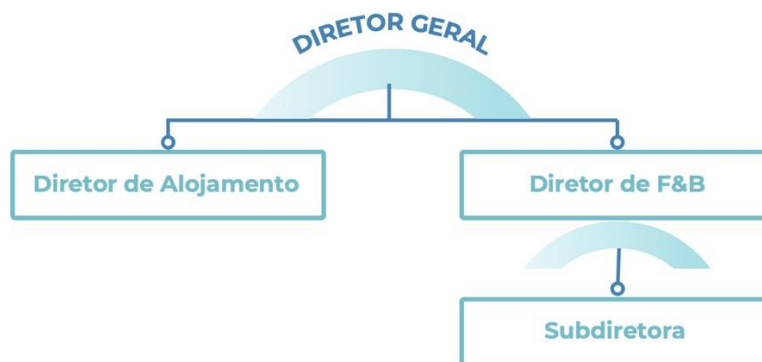 DIRETOR GERAL
Diretor de Alojamento
Diretor de F&B
Subdiretora